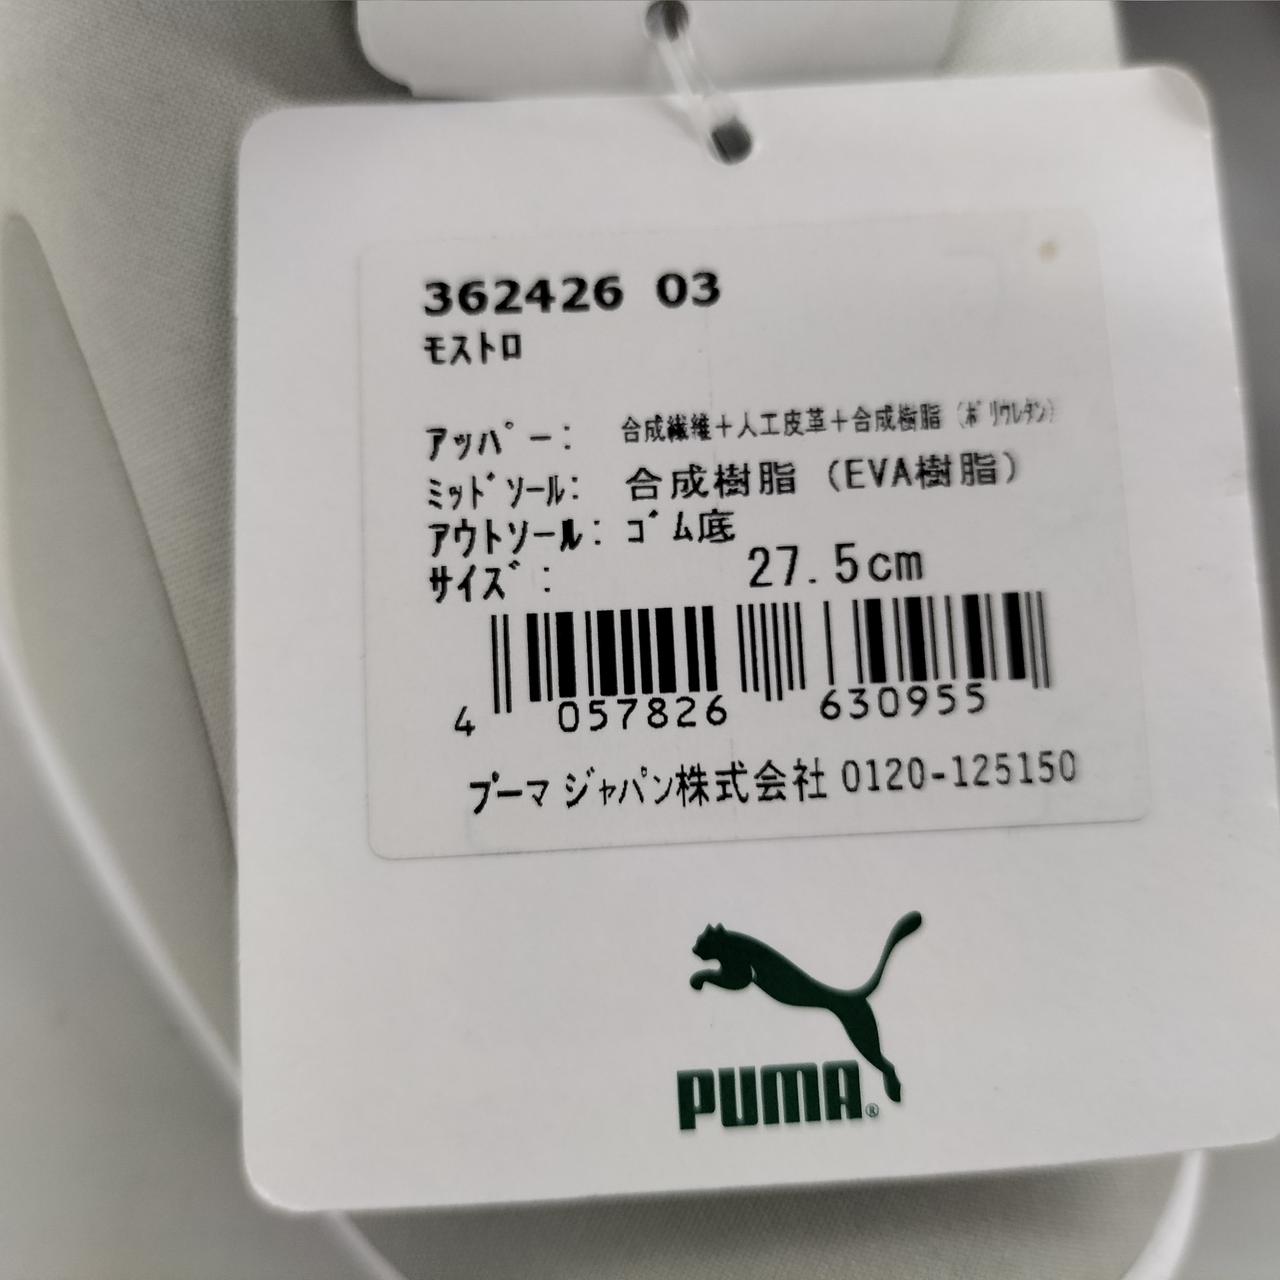 362426 03
モストロ
アッパー: 合成繊維＋人工皮革＋合成樹脂（ポリウレタン）
ミッドソール: 合成樹脂（EVA樹脂）
アウトソール: ゴム底
サイズ: 27.5cm
4 057826 630955
プーマ ジャパン株式会社 0120-125150
PUMA®